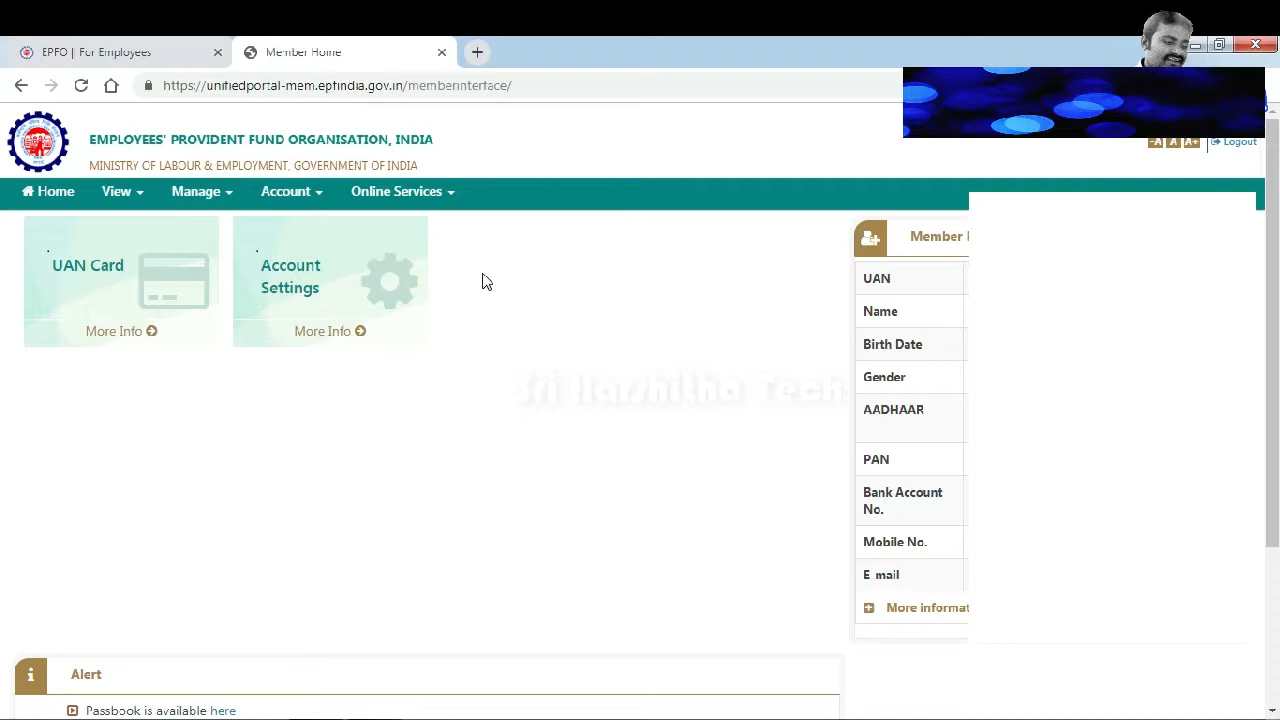 EPFO | For Employees
Member Home
https://unifiedportal-mem.epfindia.gov.in/memberinterface/
EMPLOYEES' PROVIDENT FUND ORGANISATION, INDIA
MINISTRY OF LABOUR & EMPLOYMENT, GOVERNMENT OF INDIA
-A A A+ Logout
Home View Manage Account Online Services
UAN Card
More Info
Account
Settings
More Info
Member
UAN
Name
Birth Date
Gender
AADHAAR
PAN
Bank Account
No.
Mobile No.
E mail
More informat
Sri Harshitha Tech
Alert
Passbook is available here